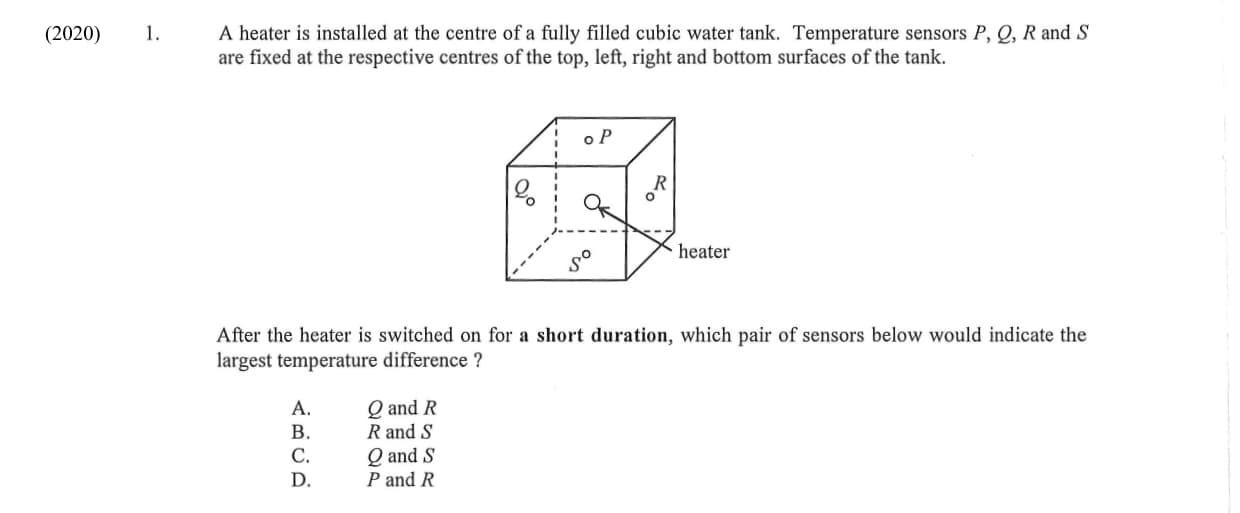 (2020) 1. A heater is installed at the centre of a fully filled cubic water tank. Temperature sensors P, Q, R and S
are fixed at the respective centres of the top, left, right and bottom surfaces of the tank.
P
Q
R
S
heater
After the heater is switched on for a short duration, which pair of sensors below would indicate the
largest temperature difference ?
A. Q and R
B. R and S
C. Q and S
D. P and R